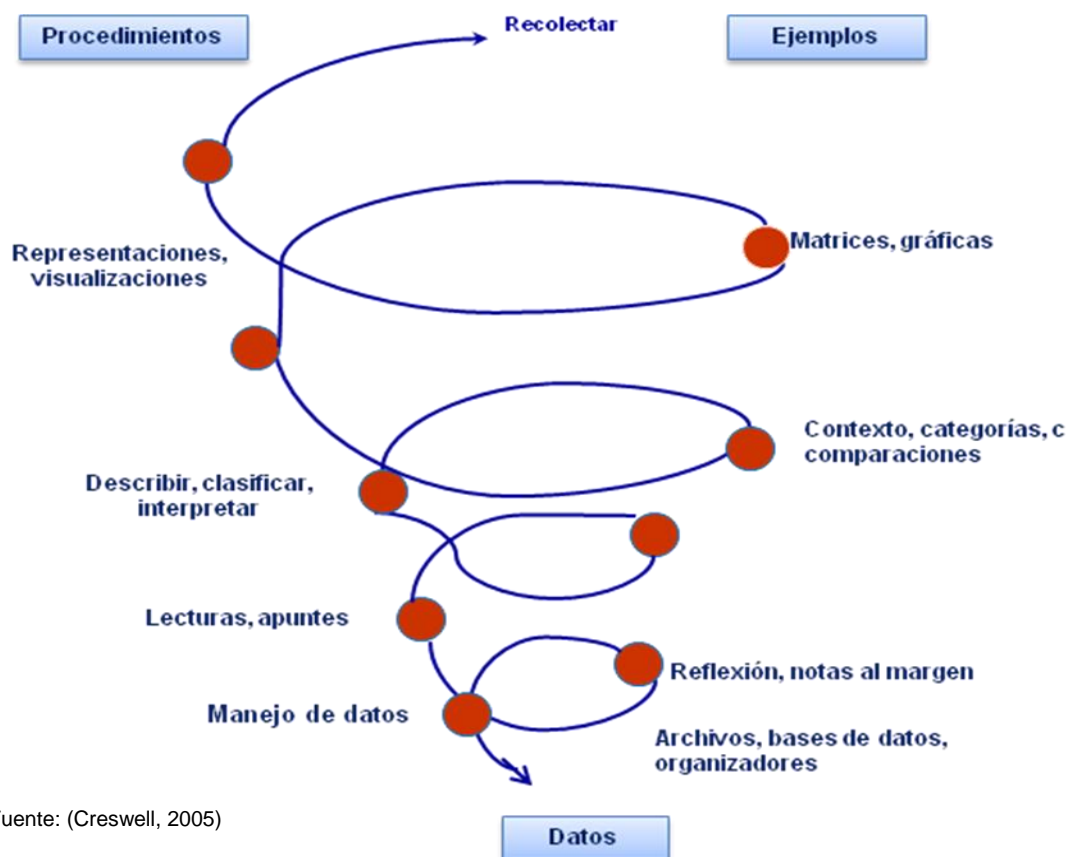 Procedimientos
Recolectar
Ejemplos
Representaciones,
visualizaciones
Matrices, gráficas
Contexto, categorías, c
comparaciones
Describir, clasificar,
interpretar
Lecturas, apuntes
Reflexión, notas al margen
Manejo de datos
Archivos, bases de datos,
organizadores
uente: (Creswell, 2005)
Datos